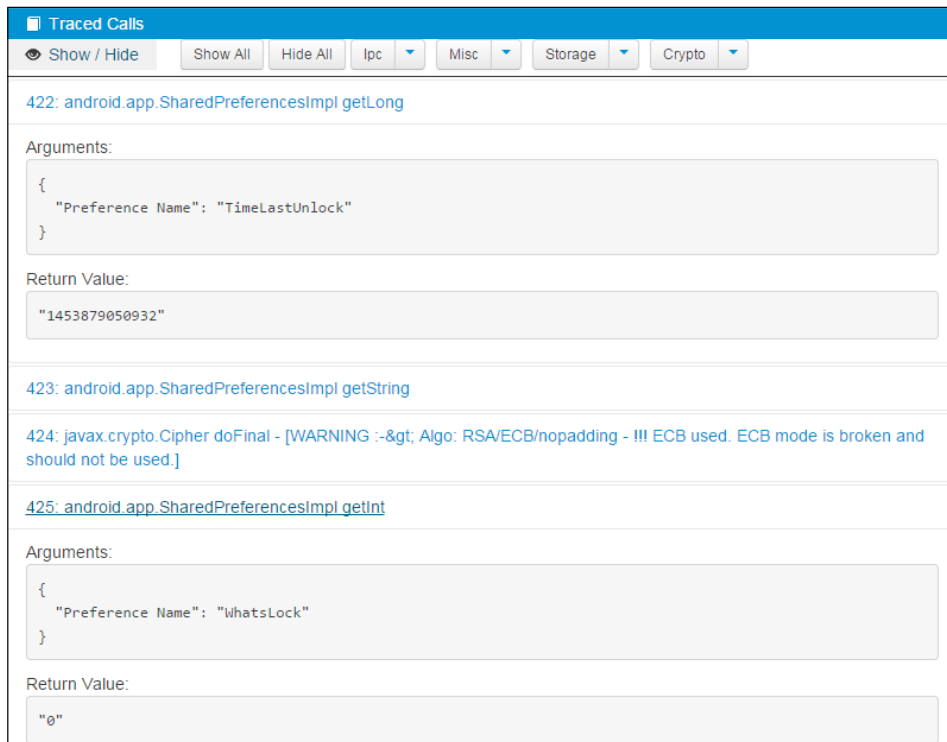 Traced Calls
Show / Hide Show All Hide All Ipc Misc Storage Crypto
422: android.app.SharedPreferencesImpl getLong
Arguments:
{
"Preference Name": "TimeLastUnlock"
}
Return Value:
"1453879050932"
423: android.app.SharedPreferencesImpl getString
424: javax.crypto.Cipher doFinal - [WARNING :-&gt; Algo: RSA/ECB/nopadding - !!! ECB used. ECB mode is broken and
should not be used.]
425: android.app.SharedPreferencesImpl getInt
Arguments:
{
"Preference Name": "WhatsLock"
}
Return Value:
"0"